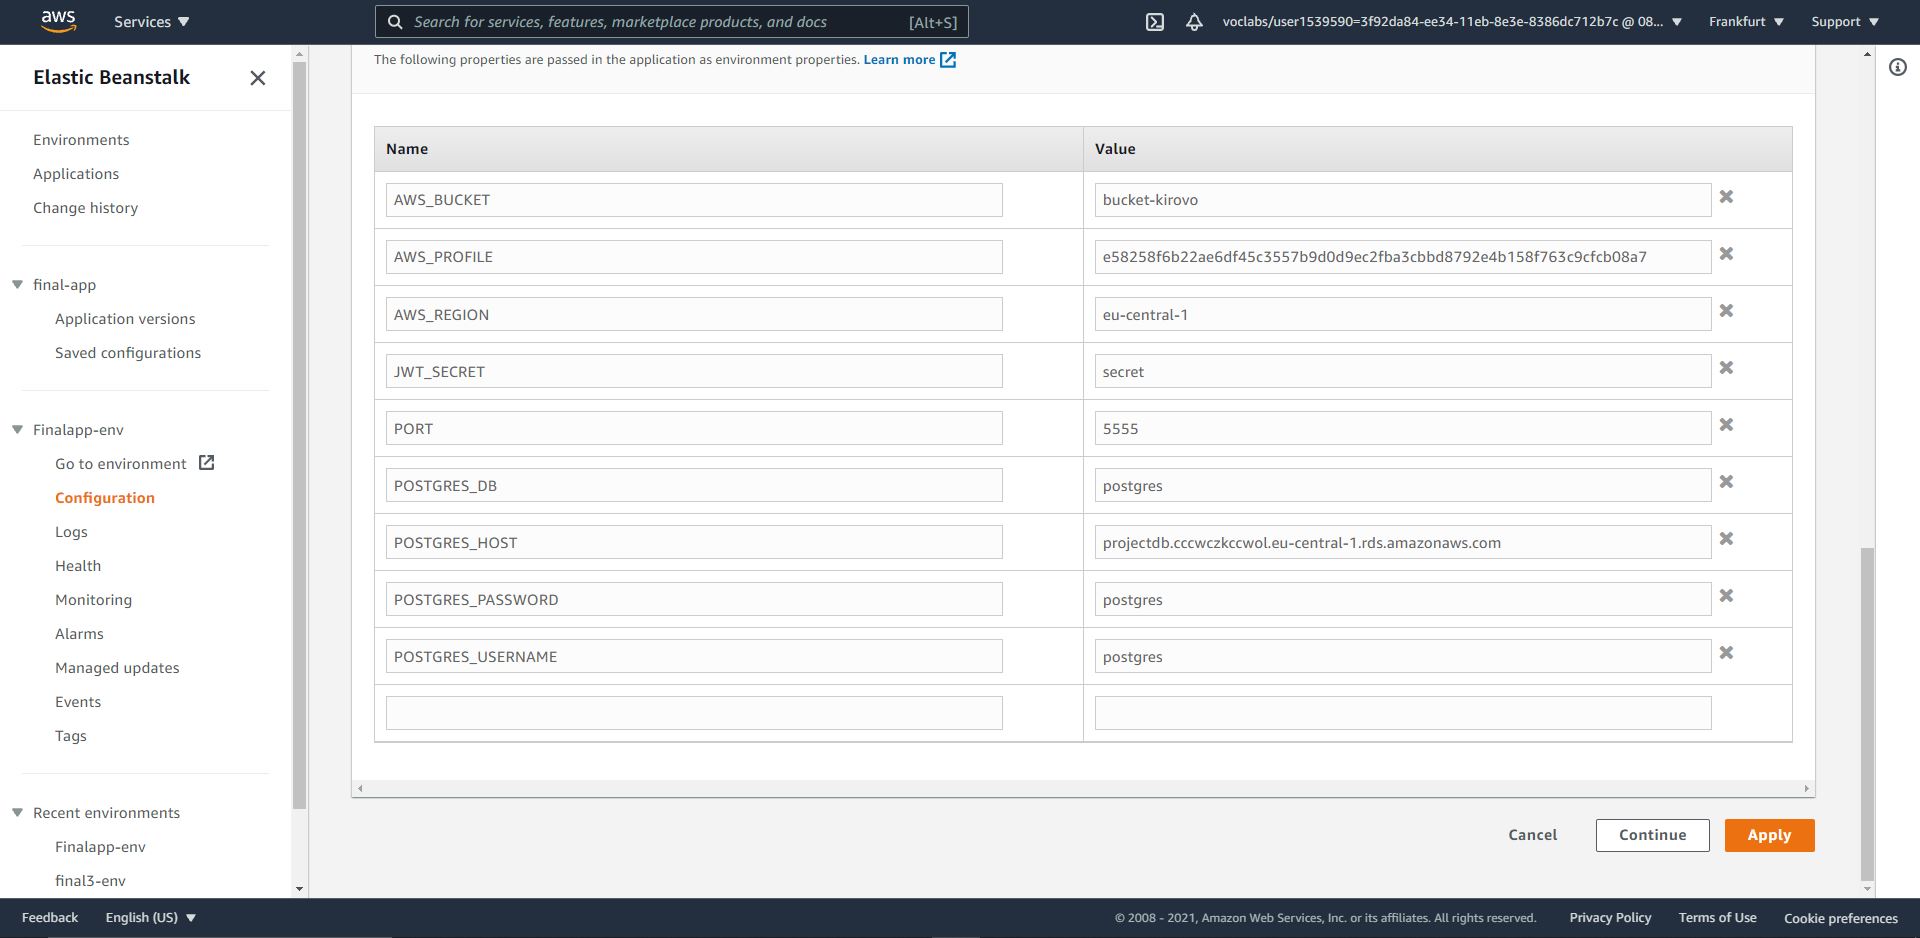 aws
Services
Search for services, features, marketplace products, and docs [Alt+S]
voclabs/user1539590=3f92da84-ee34-11eb-8e3e-8386dc712b7c @ 08...
Frankfurt
Support
Elastic Beanstalk
Environments
Applications
Change history
final-app
Application versions
Saved configurations
Finalapp-env
Go to environment
Configuration
Logs
Health
Monitoring
Alarms
Managed updates
Events
Tags
Recent environments
Finalapp-env
final3-env
The following properties are passed in the application as environment properties. Learn more
Name Value
AWS_BUCKET bucket-kirovo
AWS_PROFILE e58258f6b22ae6df45c3557b9d0d9ec2fba3cbbd8792e4b158f763c9cfcb08a7
AWS_REGION eu-central-1
JWT_SECRET secret
PORT 5555
POSTGRES_DB postgres
POSTGRES_HOST projectdb.cccwczkccwol.eu-central-1.rds.amazonaws.com
POSTGRES_PASSWORD postgres
POSTGRES_USERNAME postgres
Cancel Continue Apply
Feedback English (US) © 2008 - 2021, Amazon Web Services, Inc. or its affiliates. All rights reserved. Privacy Policy Terms of Use Cookie preferences